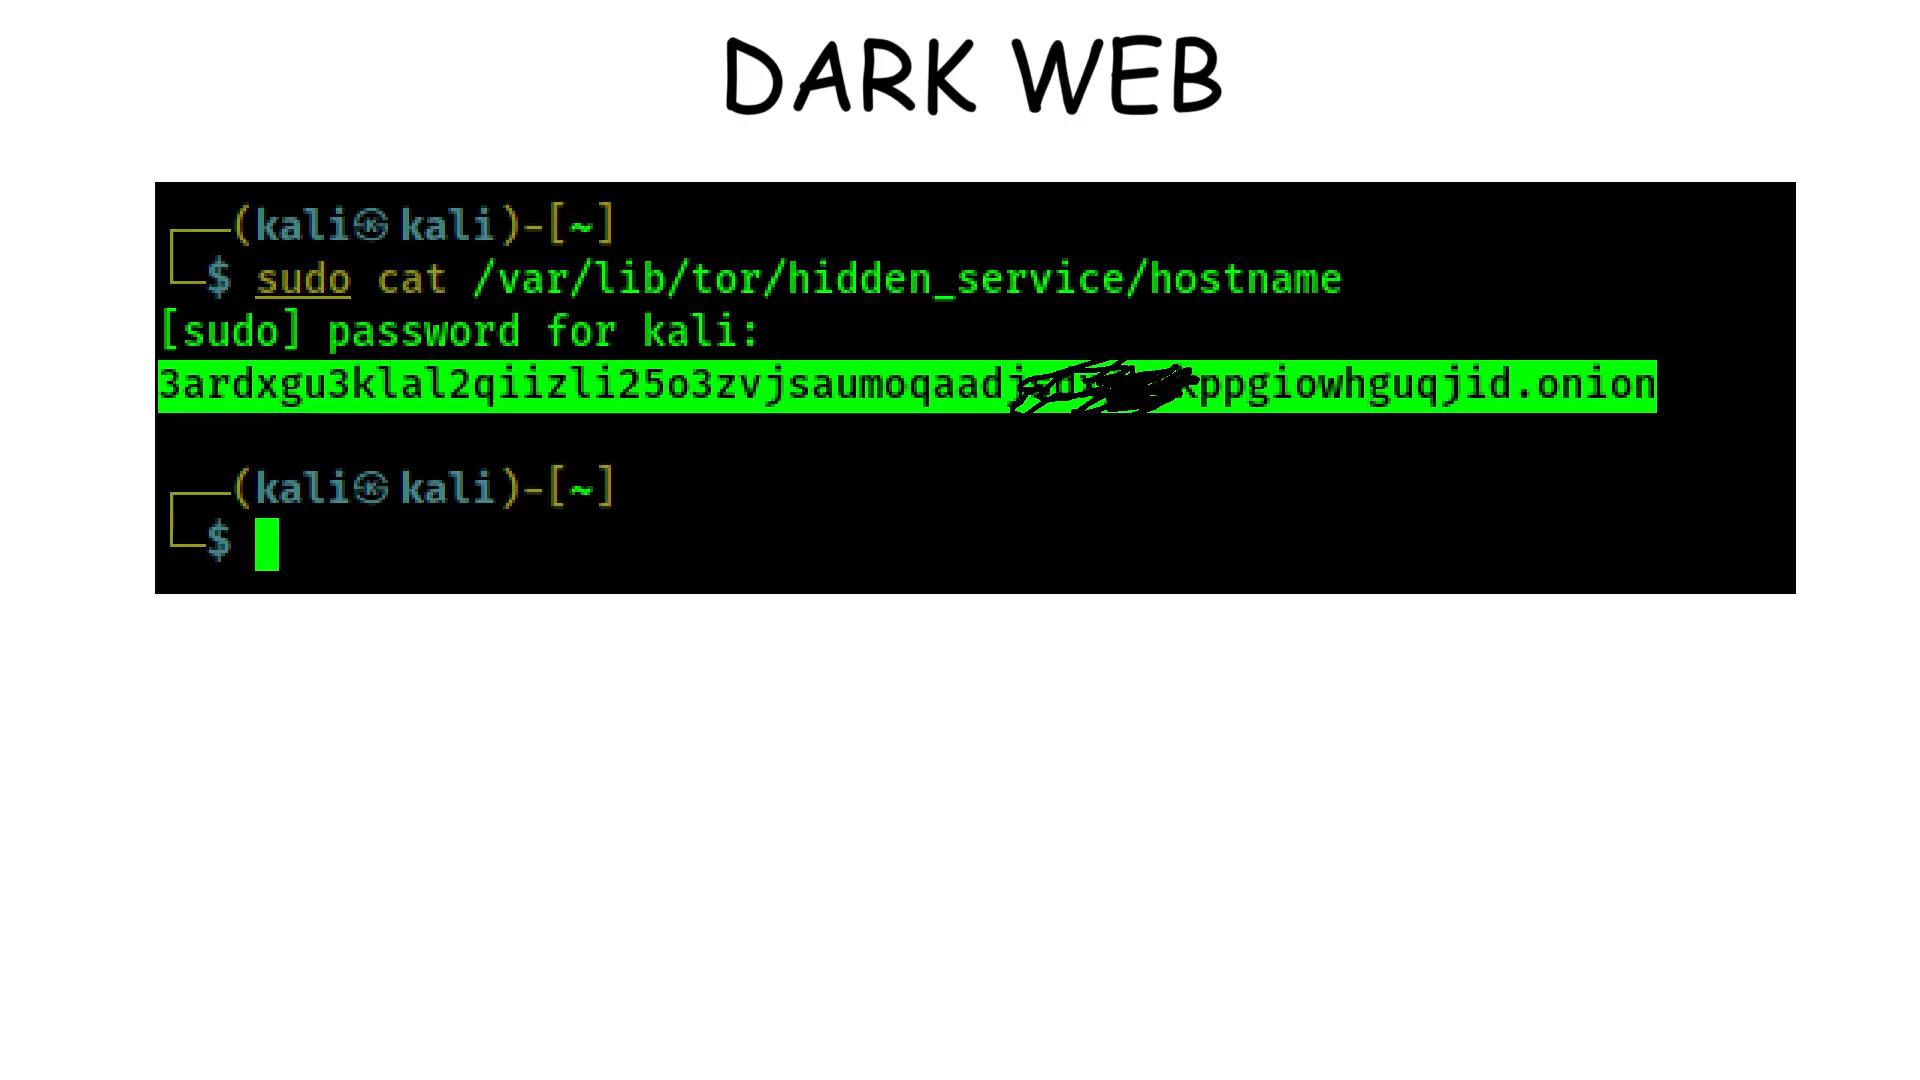 DARK WEB
(kali㉿kali)-[~]
$ sudo cat /var/lib/tor/hidden_service/hostname
[sudo] password for kali:
3ardxgu3klal2qiizli25o3zvjsaumoqaad ppgiowhguqjid.onion
(kali㉿kali)-[~]
$